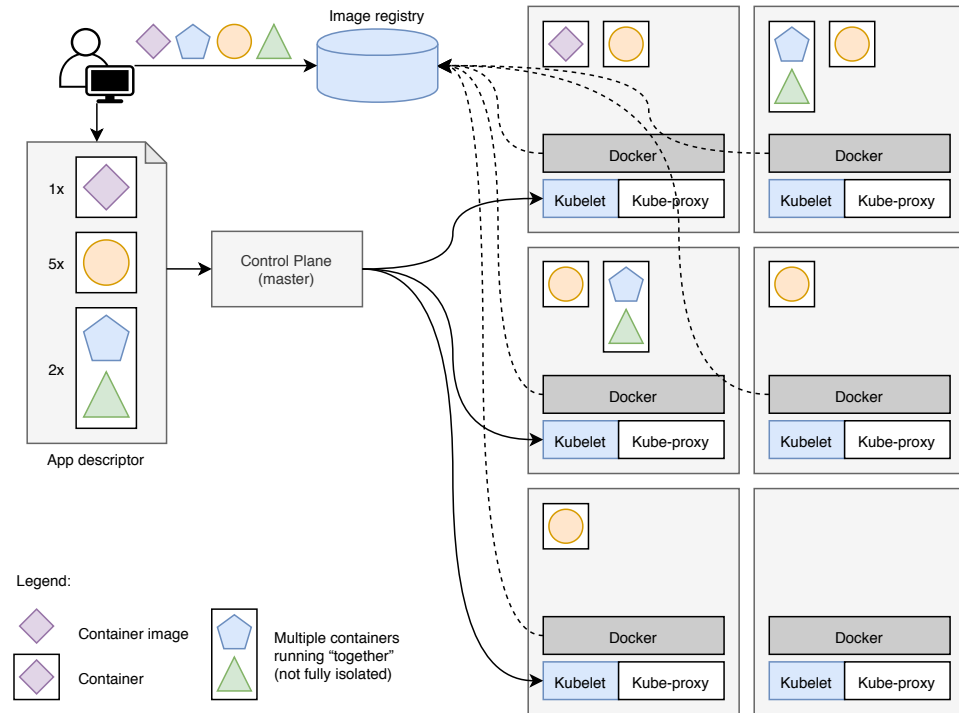 Image registry
1x
5x
2x
App descriptor
Control Plane
(master)
Docker
Kubelet
Kube-proxy
Docker
Kubelet
Kube-proxy
Docker
Kubelet
Kube-proxy
Docker
Kubelet
Kube-proxy
Docker
Kubelet
Kube-proxy
Docker
Kubelet
Kube-proxy
Legend:
Container image
Container
Multiple containers
running “together”
(not fully isolated)